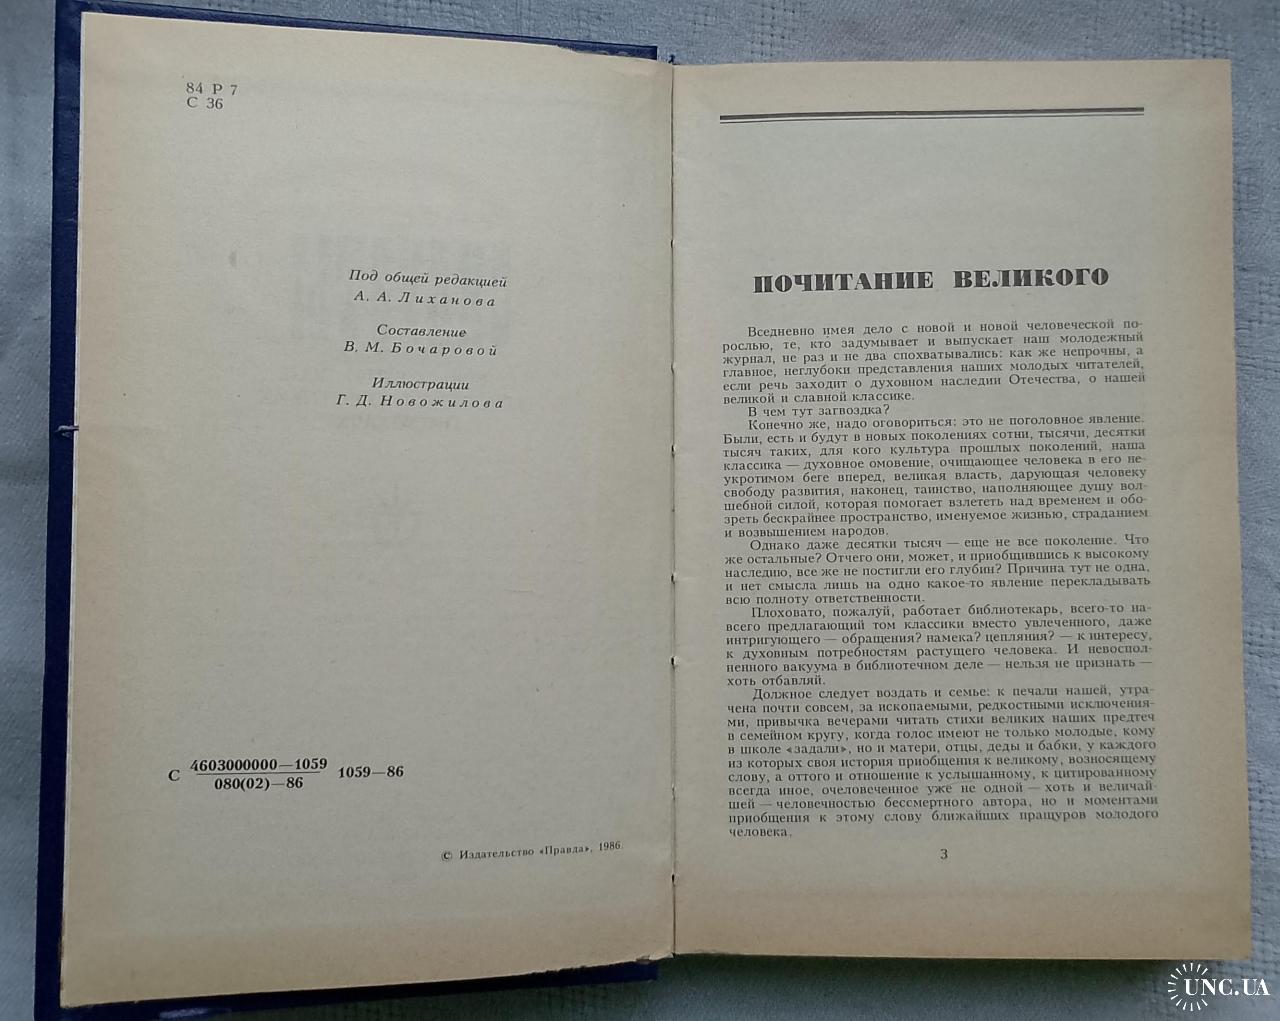 84 Р 7
С 36
Под общей редакцией
А. А. Лиханова
Составление
В. М. Бочаровой
Иллюстрации
Г. Д. Новожилова
С 4603000000—1059 1059—86
080(02)—86
© Издательство «Правда», 1986.
ПОЧИТАНИЕ ВЕЛИКОГО
Вседневно имея дело с новой и новой человеческой по-
рослью, те, кто задумывает и выпускает наш молодежный
журнал, не раз и не два спохватывались: как же непрочны, а
главное, неглубоки представления наших молодых читателей,
если речь заходит о духовном наследии Отечества, о нашей
великой и славной классике.
В чем тут загвоздка?
Конечно же, надо оговориться: это не поголовное явление.
Были, есть и будут в новых поколениях сотни, тысячи, десятки
тысяч таких, для кого культура прошлых поколений, наша
классика — духовное омовение, очищающее человека в его не-
укротимом беге вперед, великая власть, дарующая человеку
свободу развития, наконец, таинство, наполняющее душу вол-
шебной силой, которая помогает взлететь над временем и обо-
зреть бескрайнее пространство, именуемое жизнью, страданием
и возвышением народов.
Однако даже десятки тысяч — еще не все поколение. Что
же остальные? Отчего они, может, и приобщившись к высокому
наследию, все же не постигли его глубин? Причина тут не одна,
и нет смысла лишь на одно какое-то явление перекладывать
всю полноту ответственности.
Плоховато, пожалуй, работает библиотекарь, всего-то на-
всего предлагающий том классики вместо увлеченного, даже
интригующего — обращения? намека? цепляния? — к интересу,
к духовным потребностям растущего человека. И невоспол-
ненного вакуума в библиотечном деле — нельзя не признать —
хоть отбавляй.
Должное следует воздать и семье: к печали нашей, утра-
чена почти совсем, за ископаемыми, редкостными исключения-
ми, привычка вечерами читать стихи великих наших предтеч
в семейном кругу, когда голос имеют не только молодые, кому
в школе «задали», но и матери, отцы, деды и бабки, у каждого
из которых своя история приобщения к великому, возносящему
слову, а оттого и отношение к услышанному, к цитированному
всегда иное, очеловеченное уже не одной — хоть и величай-
шей — человечностью бессмертного автора, но и моментами
приобщения к этому слову ближайших пращуров молодого
человека.
3
UNC.UA